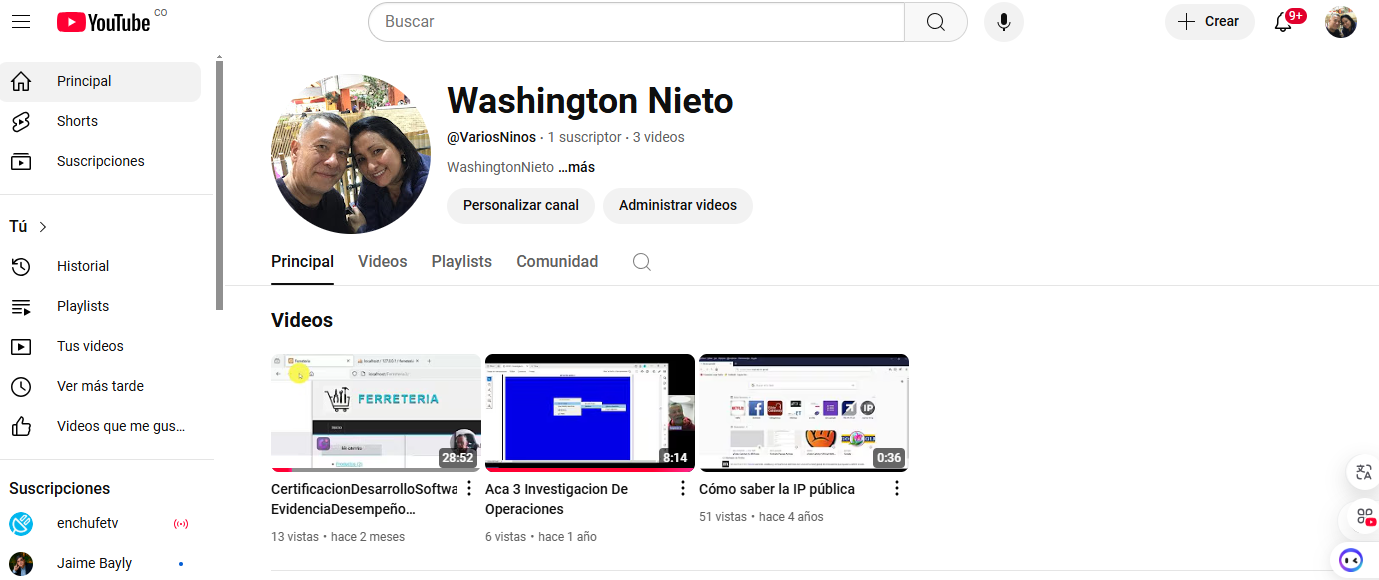 YouTube CO
Buscar
Crear
9+
Principal
Shorts
Suscripciones
Tú
Historial
Playlists
Tus videos
Ver más tarde
Videos que me gus...
Suscripciones
enchufetv
Jaime Bayly
Washington Nieto
@VariosNinos · 1 suscriptor · 3 videos
WashingtonNieto ...más
Personalizar canal
Administrar videos
Principal Videos Playlists Comunidad
Videos
FERRETERIA
28:52
8:14
0:36
CertificacionDesarrolloSoftwa
EvidenciaDesempeño...
13 vistas • hace 2 meses
Aca 3 Investigacion De
Operaciones
6 vistas • hace 1 año
Cómo saber la IP pública
51 vistas • hace 4 años